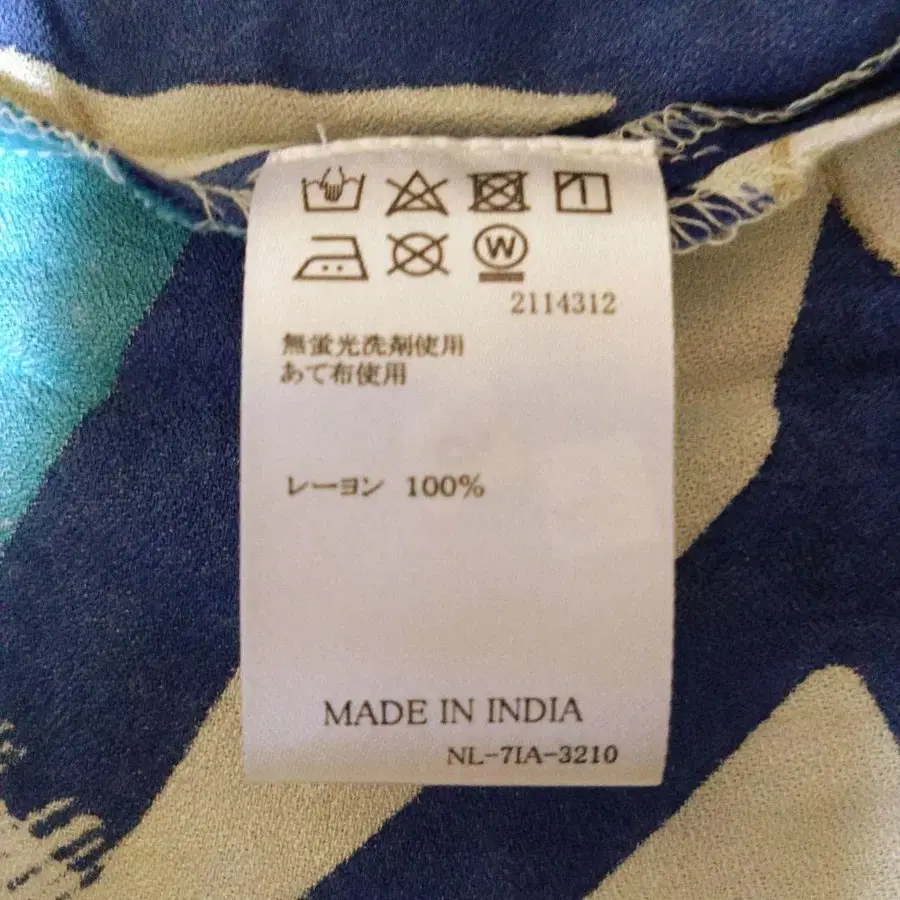 W
2114312
無蛍光洗剤使用
あて布使用
レーヨン 100%
MADE IN INDIA
NL-7IA-3210